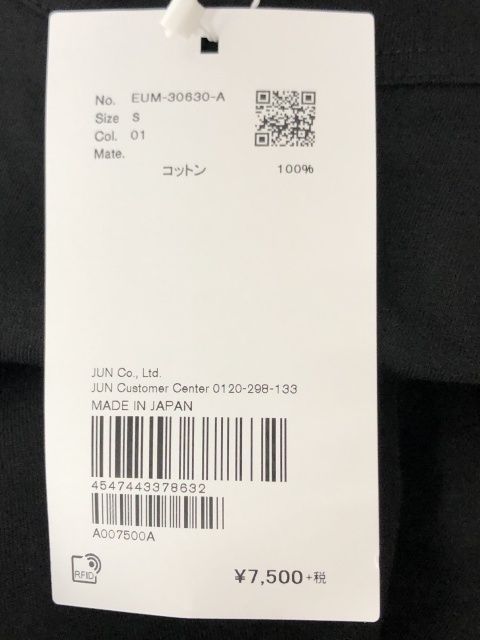 No. EUM-30630-A
Size S
Col. 01
Mate.
コットン 100%
JUN Co., Ltd.
JUN Customer Center 0120-298-133
MADE IN JAPAN
4547443378632
A007500A
RFID
¥7,500+税